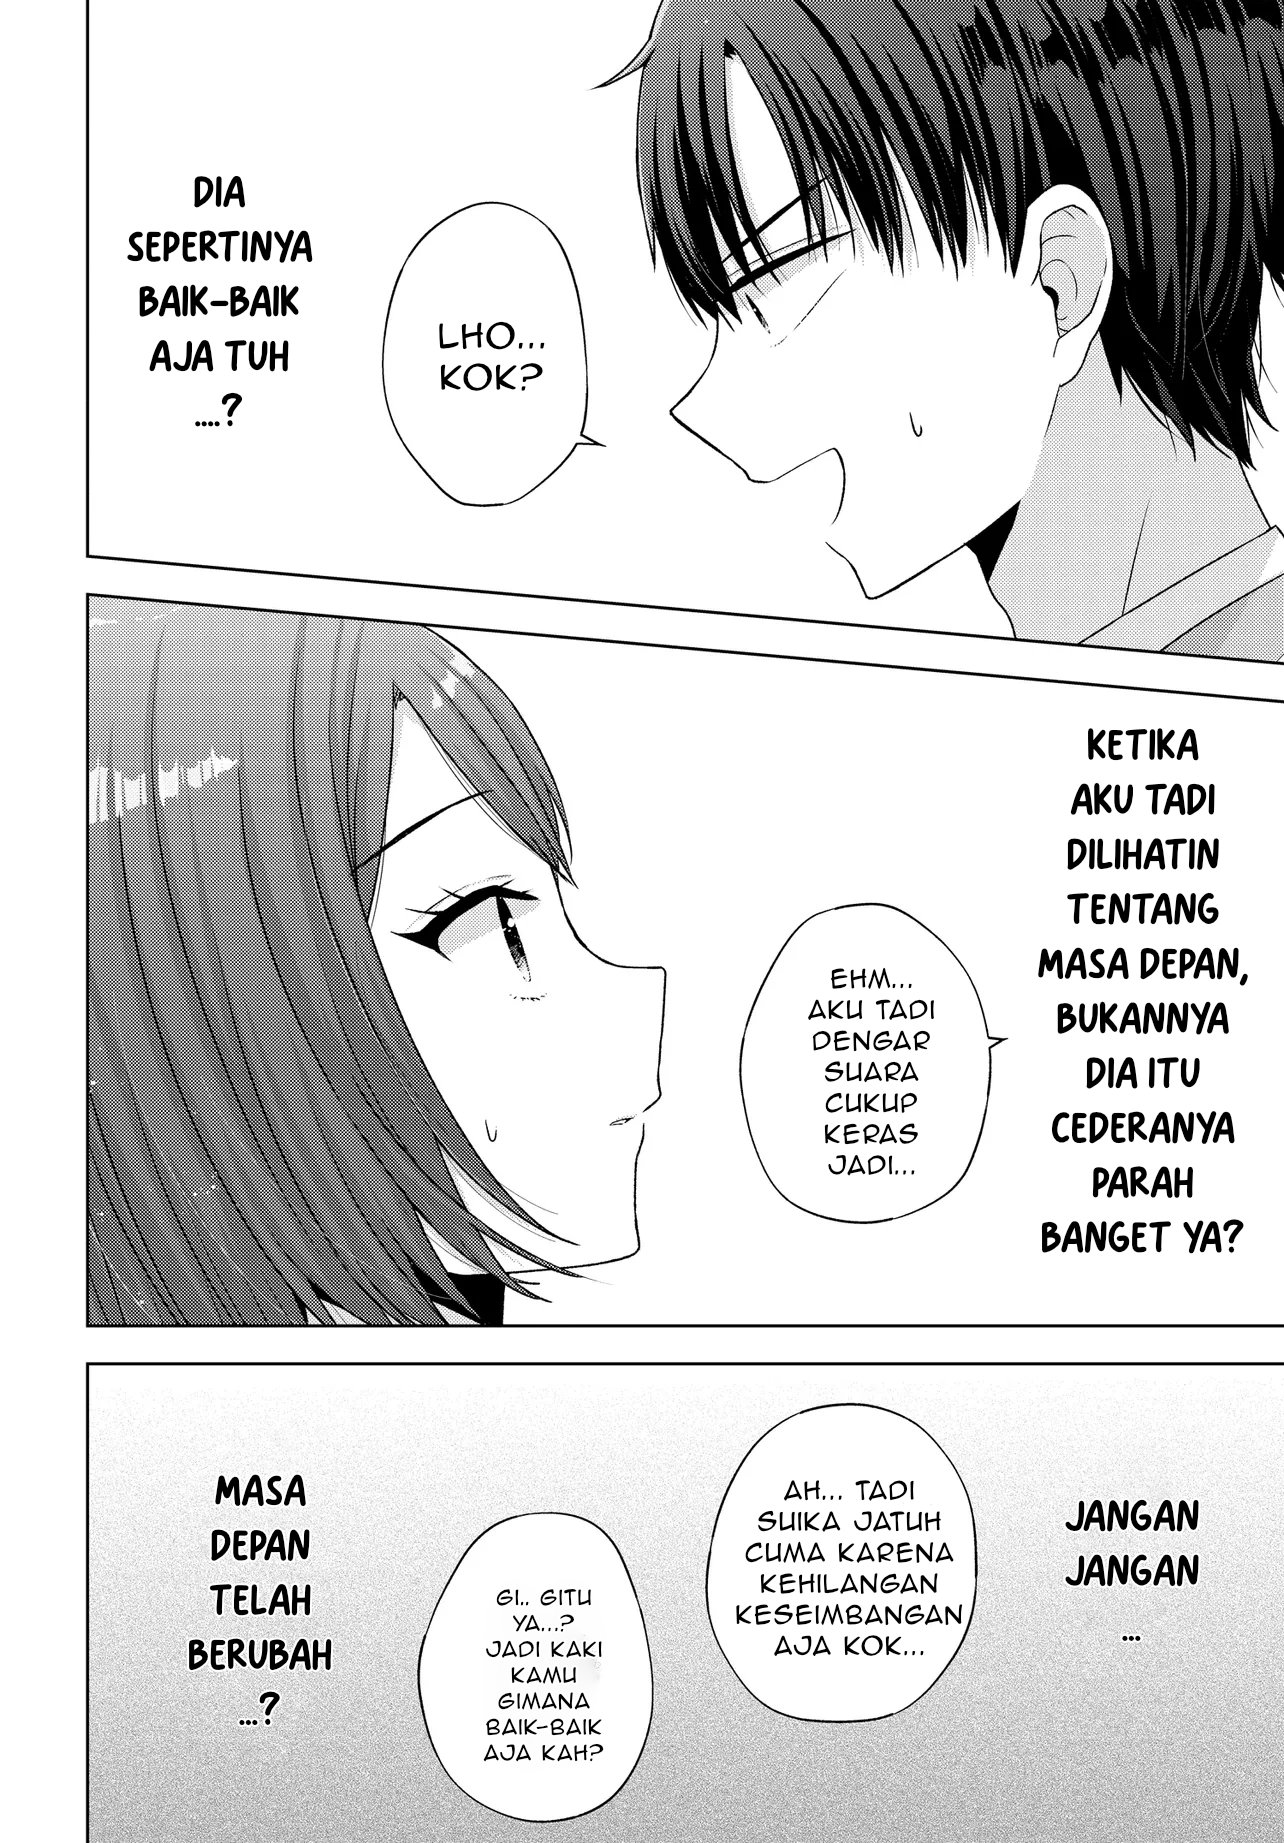 LHO...
KOK?
DIA
SEPERTINYA
BAIK-BAIK
AJA TUH
....?
KETIKA
AKU TADI
DILIHATIN
TENTANG
MASA DEPAN,
BUKANNYA
DIA ITU
CEDERANYA
PARAH
BANGET YA?
EHM...
AKU TADI
DENGAR
SUARA
CUKUP
KERAS
JADI...
JANGAN
JANGAN
...
AH... TADI
SUIKA JATUH
CUMA KARENA
KEHILANGAN
KESEIMBANGAN
AJA KOK...
GI.. GITU
YA...?
JADI KAKI
KAMU
GIMANA
BAIK-BAIK
AJA KAH?
MASA
DEPAN
TELAH
BERUBAH
...?